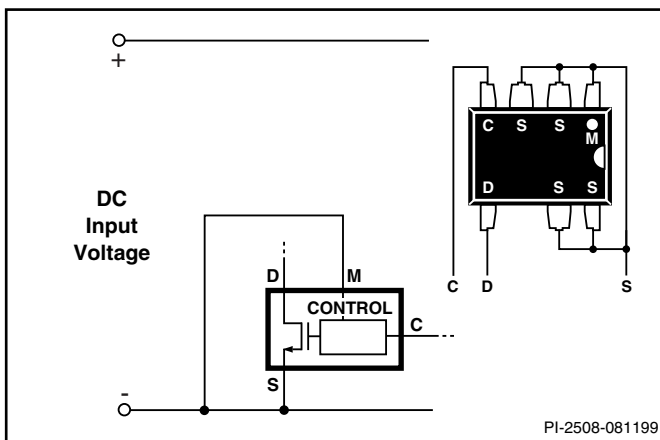 +
C S S
M
D S S
DC
Input
Voltage
C D S
D M
CONTROL
C
S
-
PI-2508-081199